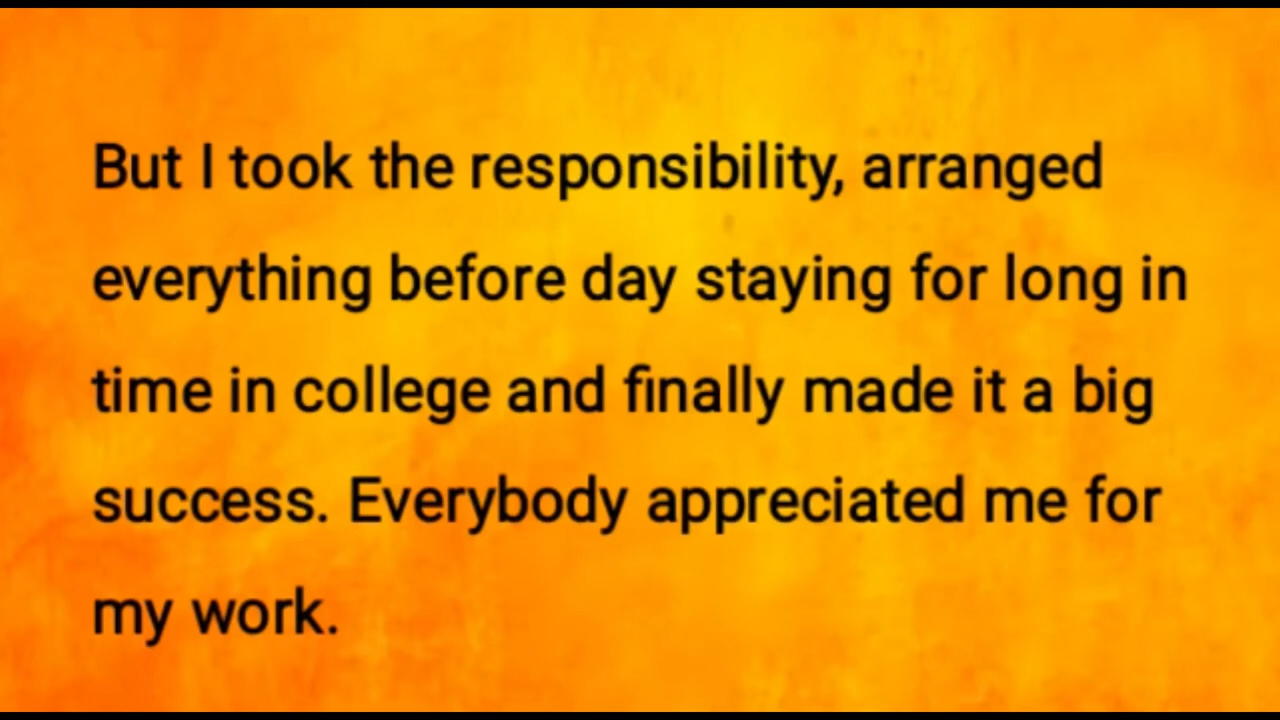 But I took the responsibility, arranged
everything before day staying for long in
time in college and finally made it a big
success. Everybody appreciated me for
my work.